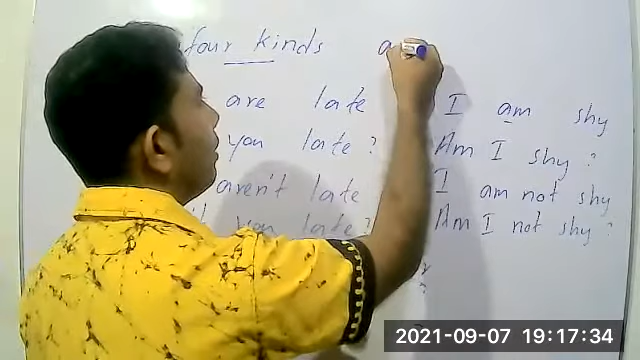 four kinds a
are late I am shy
you late? Am I shy?
aren't late I am not shy
you late? Am I not shy?
2021-09-07 19:17:34